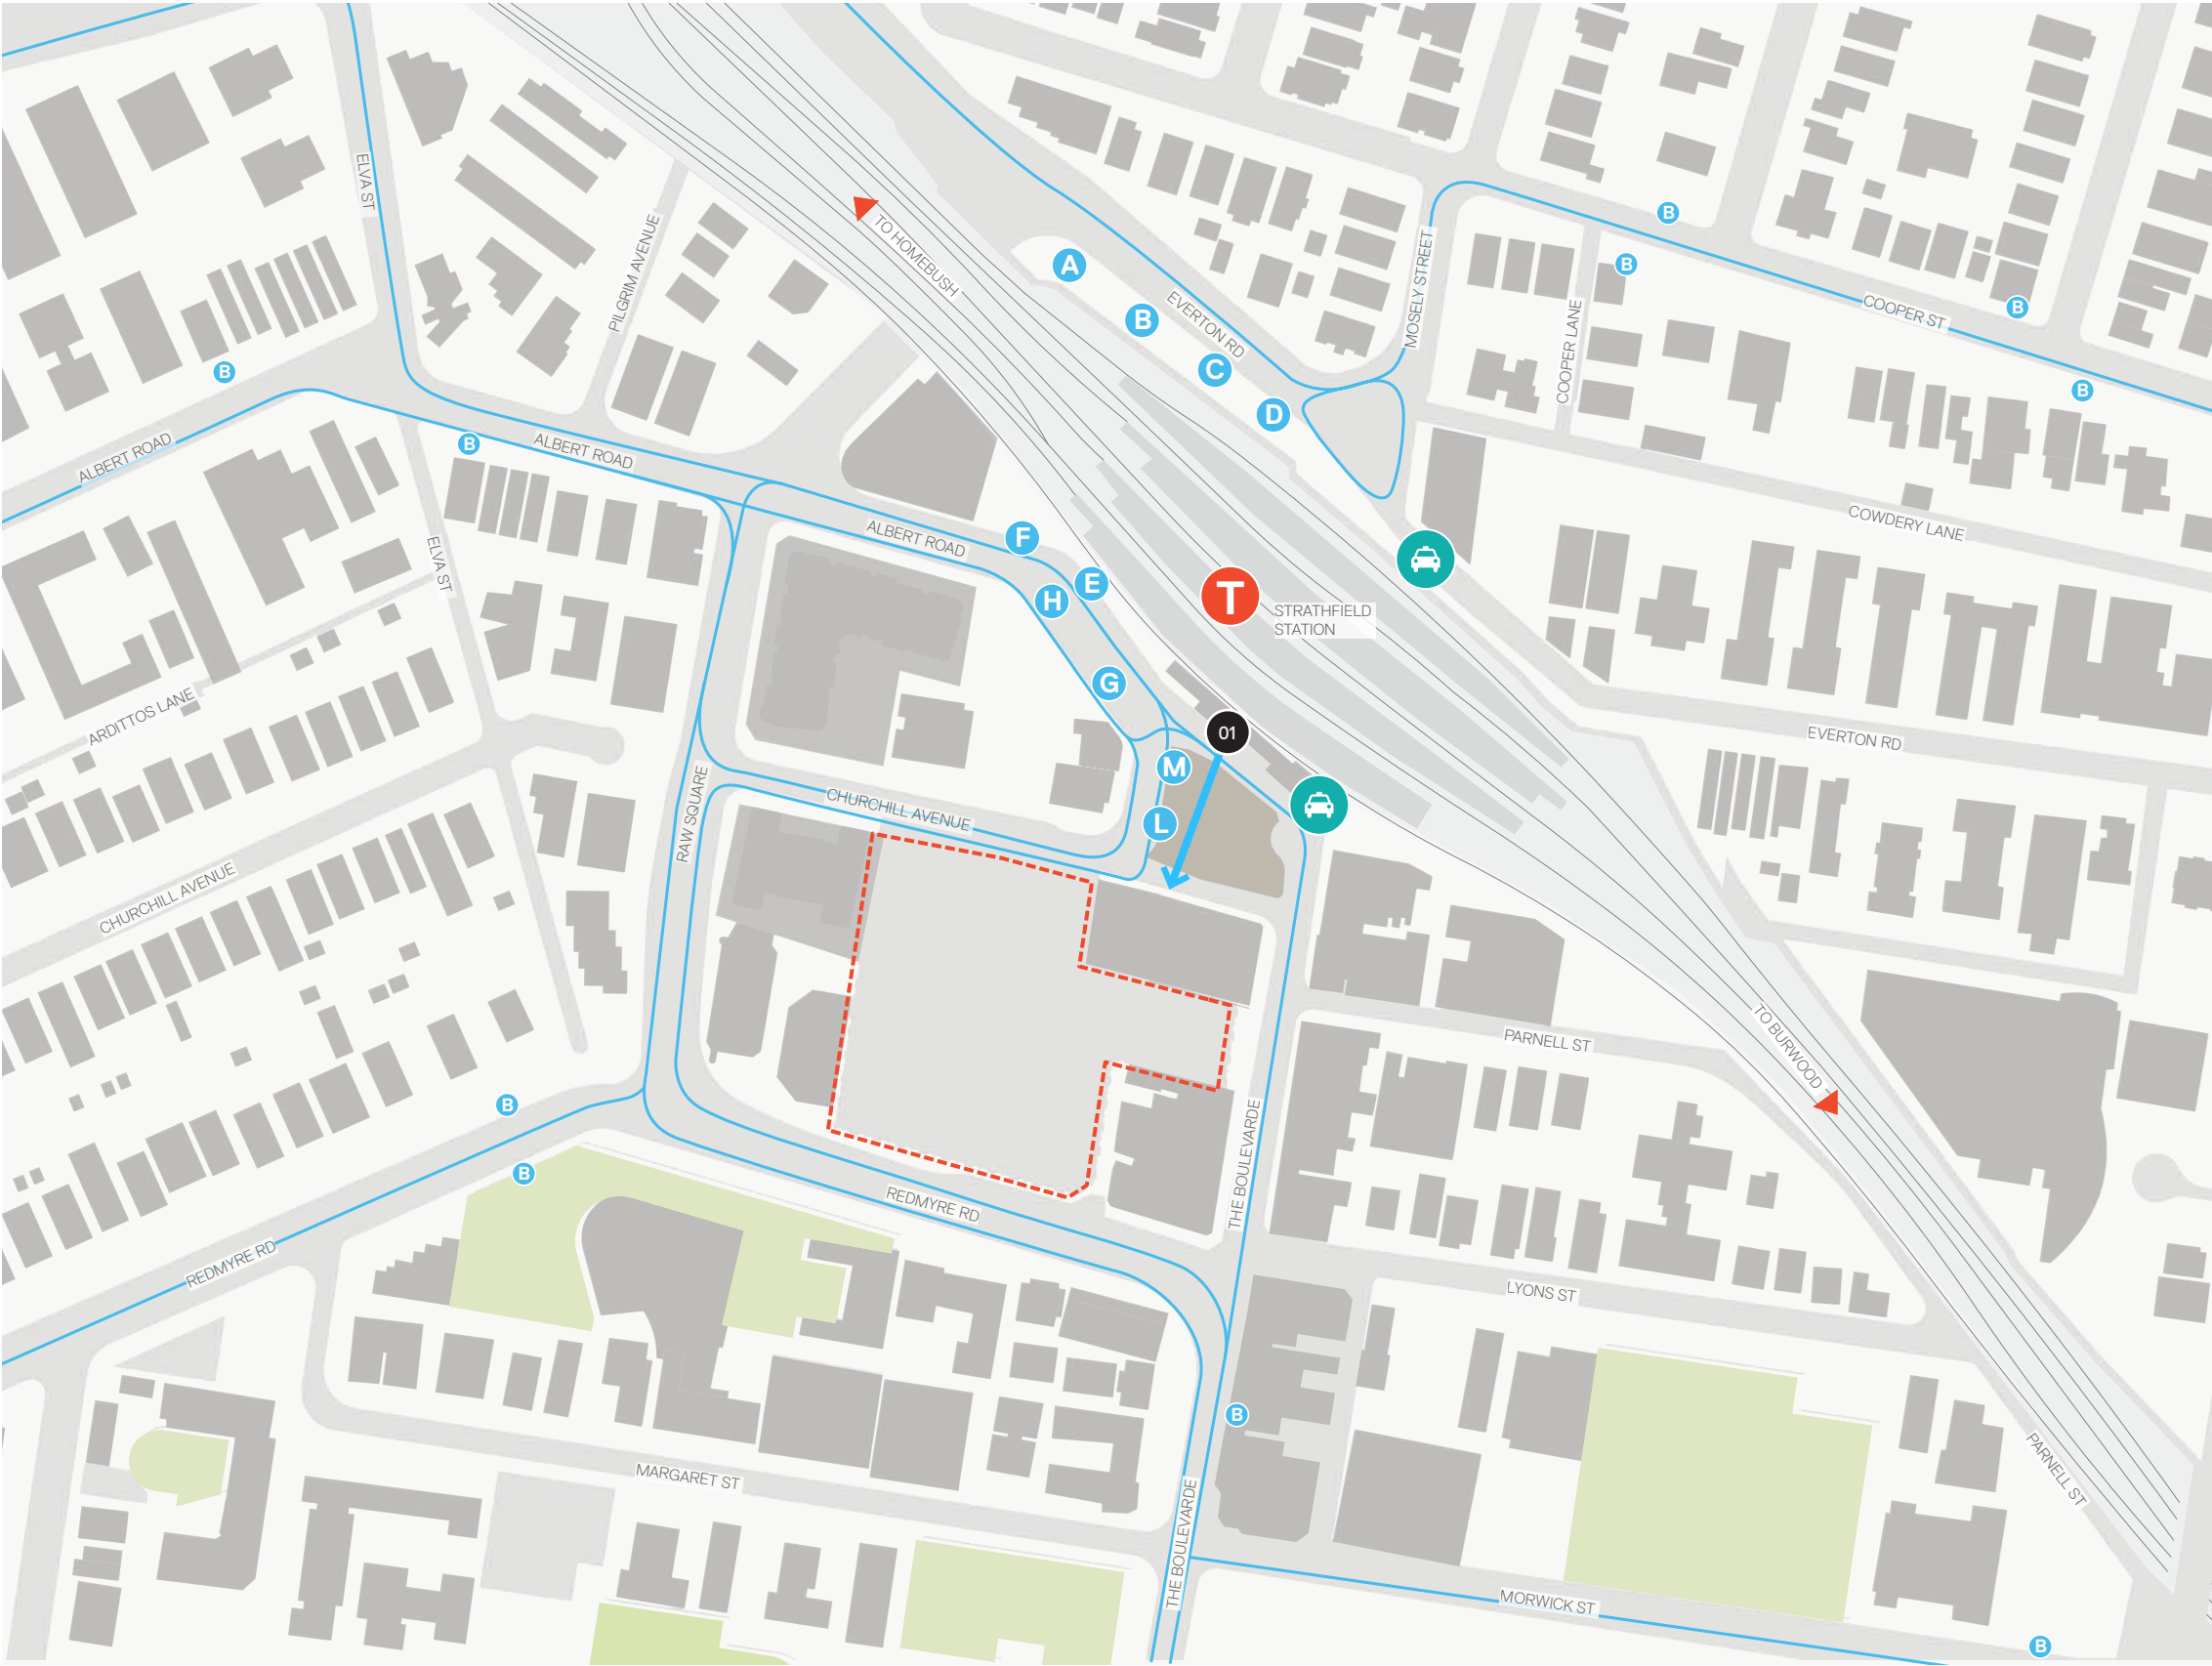 ELVA ST
PILGRIM AVENUE
TO HOMEBUSH
A
B
C
D
EVERTON RD
MOSELY STREET
B
B
B
COOPER ST
COOPER LANE
B
B
ALBERT ROAD
B
ALBERT ROAD
ALBERT ROAD
ELVA ST
F
E
H
G
T
STRATHFIELD
STATION
COWDERY LANE
ARDITTOS LANE
01
M
L
EVERTON RD
RAW SQUARE
CHURCHILL AVENUE
CHURCHILL AVENUE
PARNELL ST
TO BURWOOD
B
B
REDMYRE RD
THE BOULEVARDE
REDMYRE RD
LYONS ST
B
MARGARET ST
PARNELL ST
THE BOULEVARDE
MORWICK ST
B